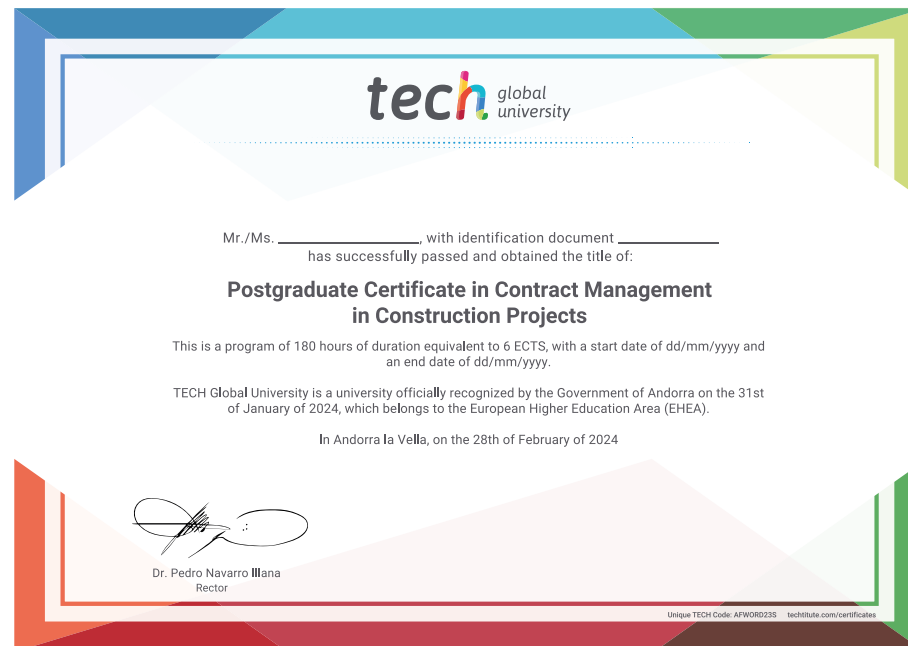 tech global university
Mr./Ms. ____________, with identification document ____________
has successfully passed and obtained the title of:
Postgraduate Certificate in Contract Management
in Construction Projects
This is a program of 180 hours of duration equivalent to 6 ECTS, with a start date of dd/mm/yyyy and
an end date of dd/mm/yyyy.
TECH Global University is a university officially recognized by the Government of Andorra on the 31st
of January of 2024, which belongs to the European Higher Education Area (EHEA).
In Andorra la Vella, on the 28th of February of 2024
Dr. Pedro Navarro Illana
Rector
Unique TECH Code: AFWORD23S techtitute.com/certificates